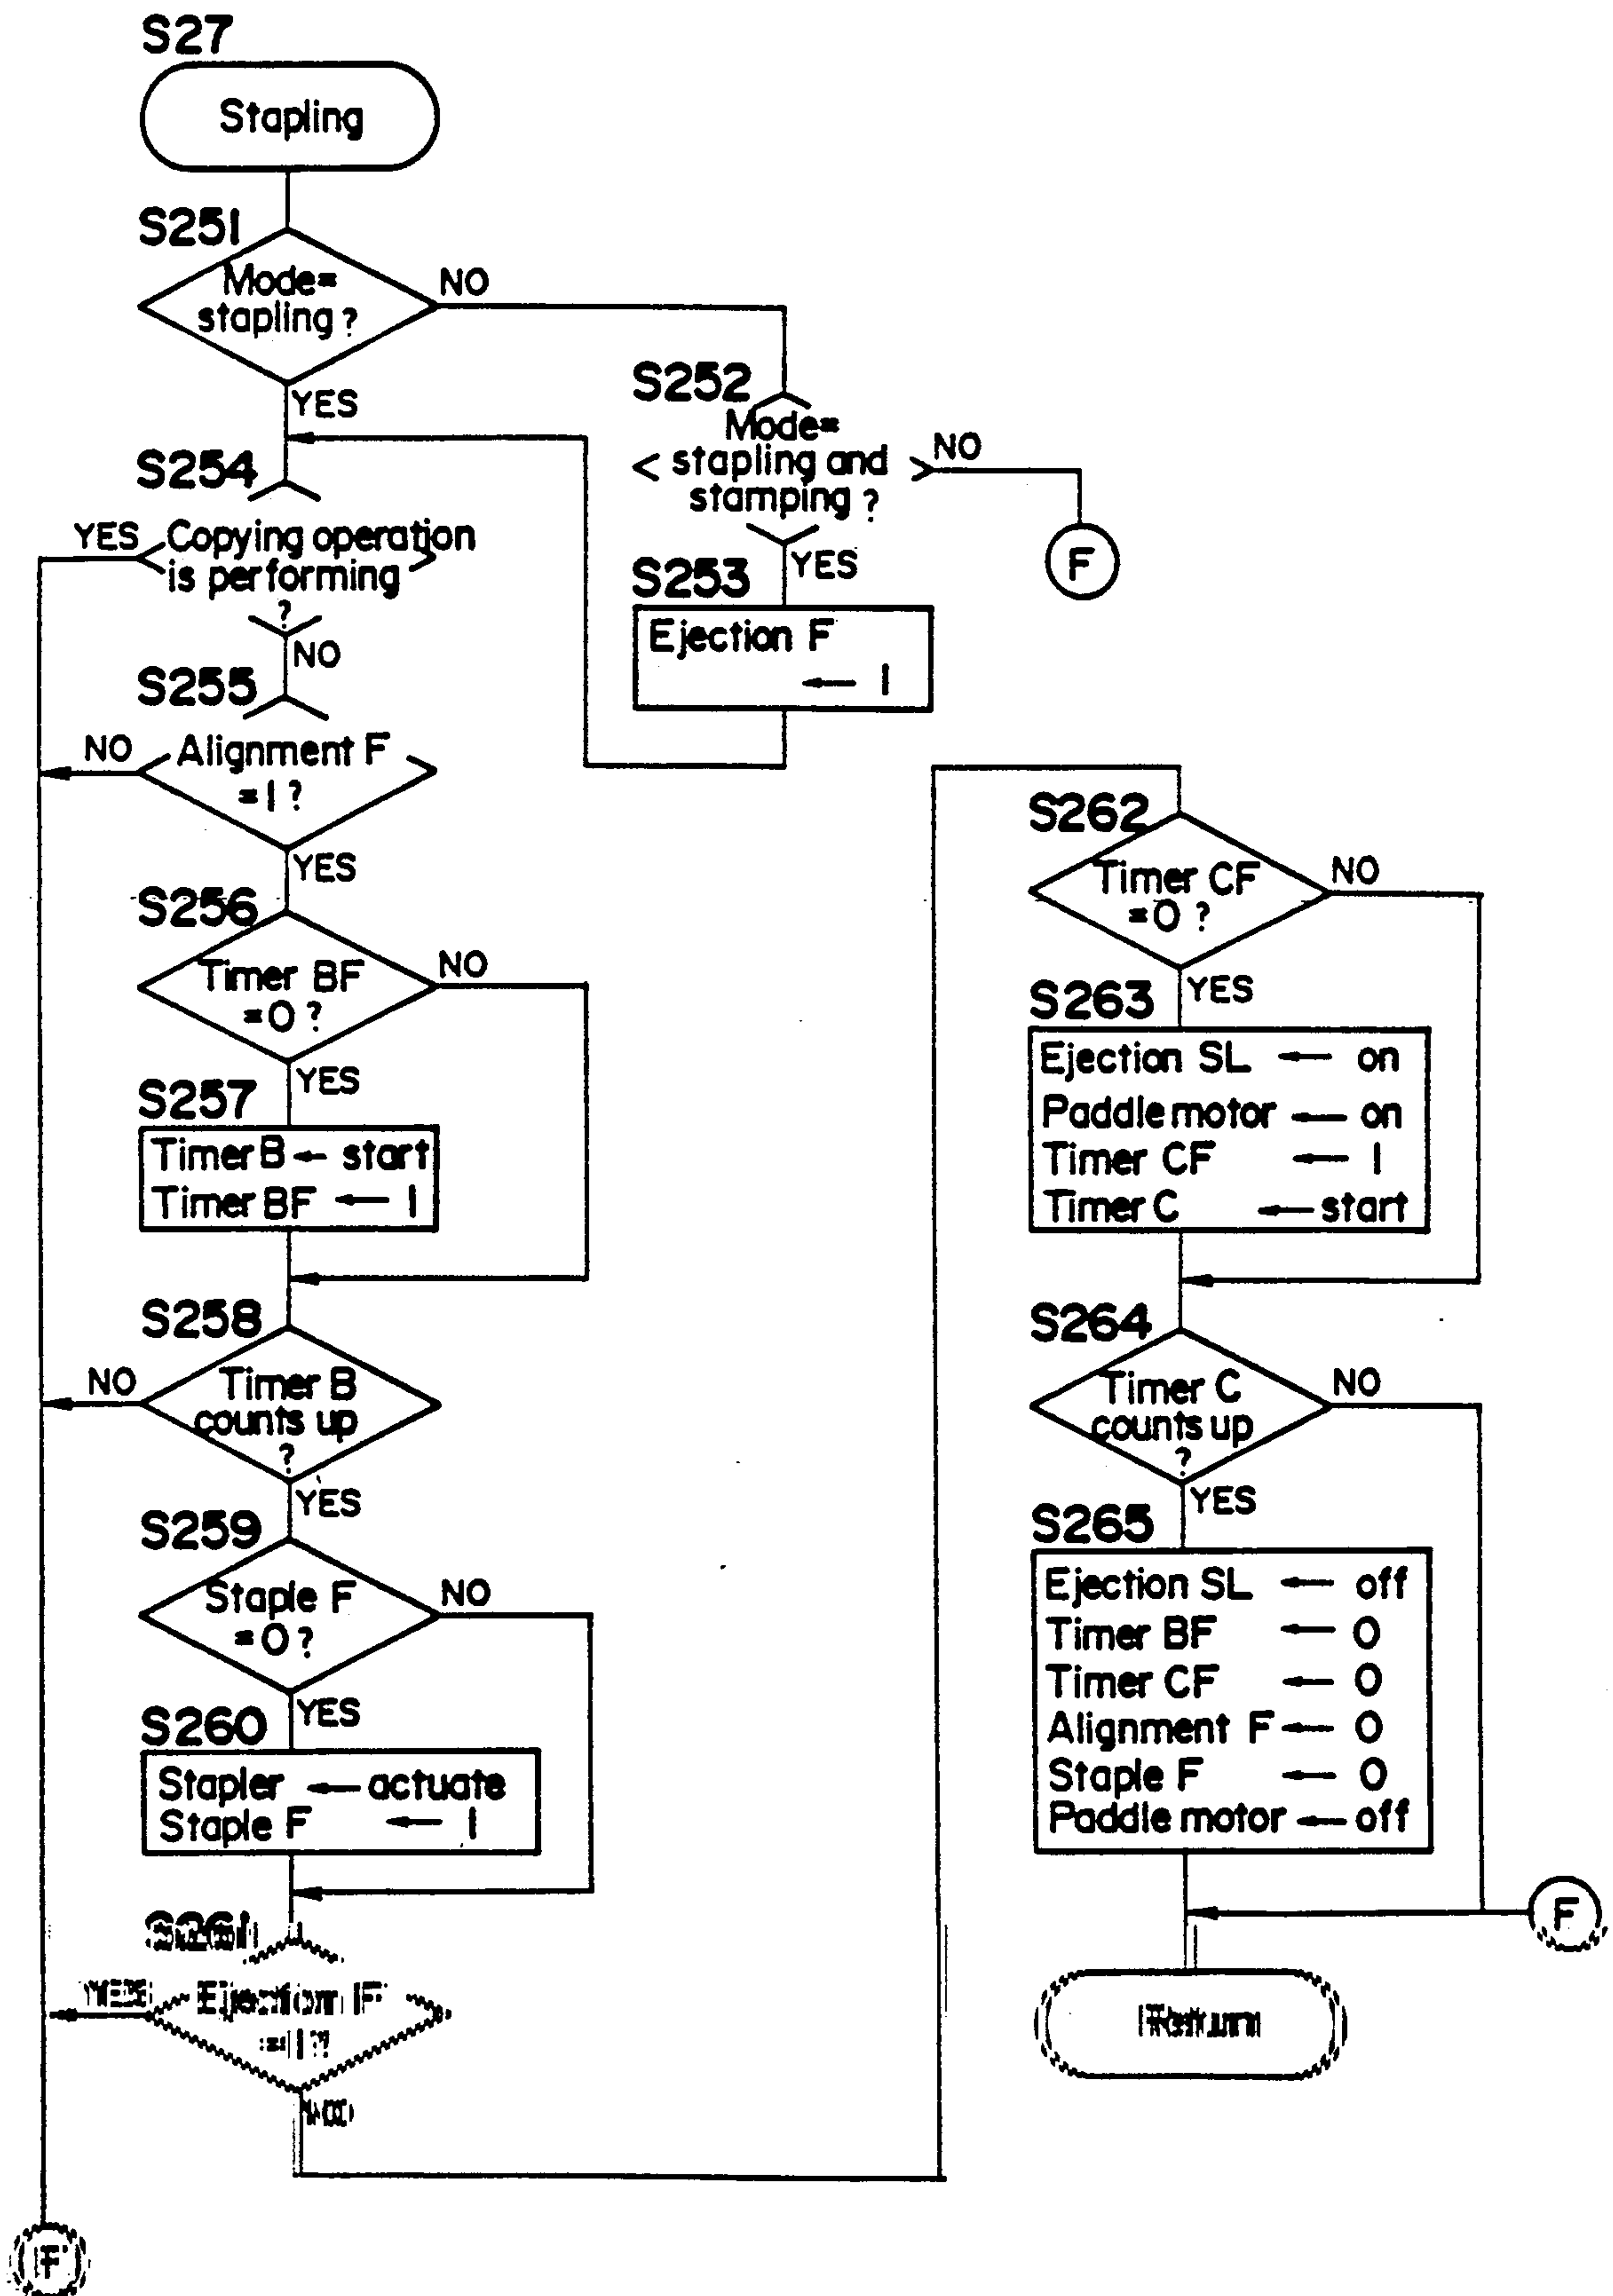 S27
Stapling
S251
Mode=
stapling ?
NO
YES
S252
Mode=
stapling and
stamping ?
NO
F
YES
S253
Ejection F
← 1
S254
YES
Copying operation
is performing
?
NO
S255
NO
Alignment F
=1 ?
YES
S256
Timer BF
=0 ?
NO
YES
S257
Timer B ← start
Timer BF ← 1
S258
NO
Timer B
counts up
?
YES
S259
Staple F
=0 ?
NO
YES
S260
Stapler ← actuate
Staple F ← 1
S261
YES
Ejection F
=1 ?
NO
F
S262
Timer CF
=0 ?
NO
YES
S263
Ejection SL ← on
Paddle motor ← on
Timer CF ← 1
Timer C ← start
S264
Timer C
counts up
?
NO
YES
S265
Ejection SL ← off
Timer BF ← 0
Timer CF ← 0
Alignment F ← 0
Staple F ← 0
Paddle motor ← off
F
Return